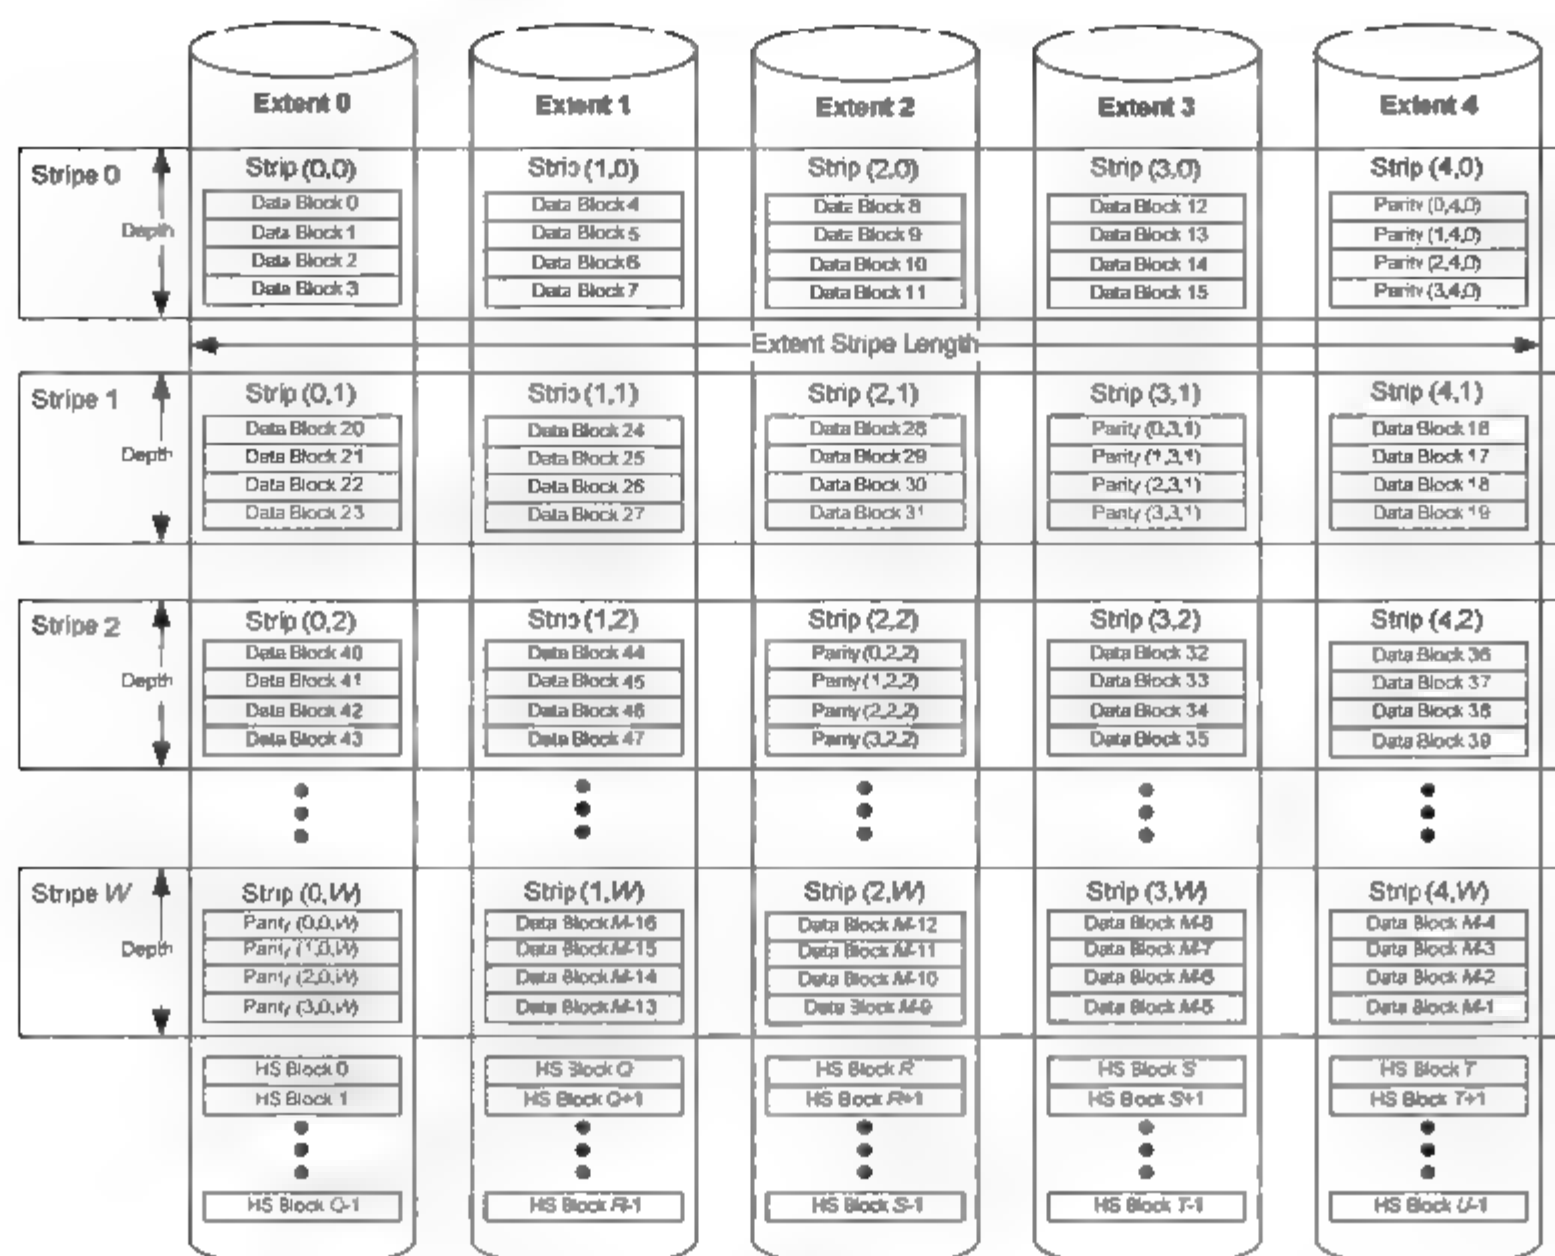 Extent 0 Extent 1 Extent 2 Extent 3 Extent 4
Stripe 0 Strip (0,0) Strip (1,0) Strip (2,0) Strip (3,0) Strip (4,0)
Data Block 0 Data Block 4 Data Block 8 Data Block 12 Parity (0,4,0)
Depth Data Block 1 Data Block 5 Data Block 9 Data Block 13 Parity (1,4,0)
Data Block 2 Data Block 6 Data Block 10 Data Block 14 Parity (2,4,0)
Data Block 3 Data Block 7 Data Block 11 Data Block 15 Parity (3,4,0)
Extent Stripe Length
Stripe 1 Strip (0,1) Strip (1,1) Strip (2,1) Strip (3,1) Strip (4,1)
Data Block 20 Data Block 24 Data Block 28 Parity (0,3,1) Data Block 16
Depth Data Block 21 Data Block 25 Data Block 29 Parity (1,3,1) Data Block 17
Data Block 22 Data Block 26 Data Block 30 Parity (2,3,1) Data Block 18
Data Block 23 Data Block 27 Data Block 31 Parity (3,3,1) Data Block 19
Stripe 2 Strip (0,2) Strip (1,2) Strip (2,2) Strip (3,2) Strip (4,2)
Data Block 40 Data Block 44 Parity (0,2,2) Data Block 32 Data Block 36
Depth Data Block 41 Data Block 45 Parity (1,2,2) Data Block 33 Data Block 37
Data Block 42 Data Block 46 Parity (2,2,2) Data Block 34 Data Block 38
Data Block 43 Data Block 47 Parity (3,2,2) Data Block 35 Data Block 39
Stripe W Strip (0,W) Strip (1,W) Strip (2,W) Strip (3,W) Strip (4,W)
Parity (0,0,W) Data Block M-16 Data Block M-12 Data Block M-8 Data Block M-4
Depth Parity (1,0,W) Data Block M-15 Data Block M-11 Data Block M-7 Data Block M-3
Parity (2,0,W) Data Block M-14 Data Block M-10 Data Block M-6 Data Block M-2
Parity (3,0,W) Data Block M-13 Data Block M-9 Data Block M-5 Data Block M-1
HS Block 0 HS Block Q HS Block R HS Block S HS Block T
HS Block 1 HS Block Q+1 HS Block R+1 HS Block S+1 HS Block T+1
HS Block Q-1 HS Block R-1 HS Block S-1 HS Block T-1 HS Block U-1